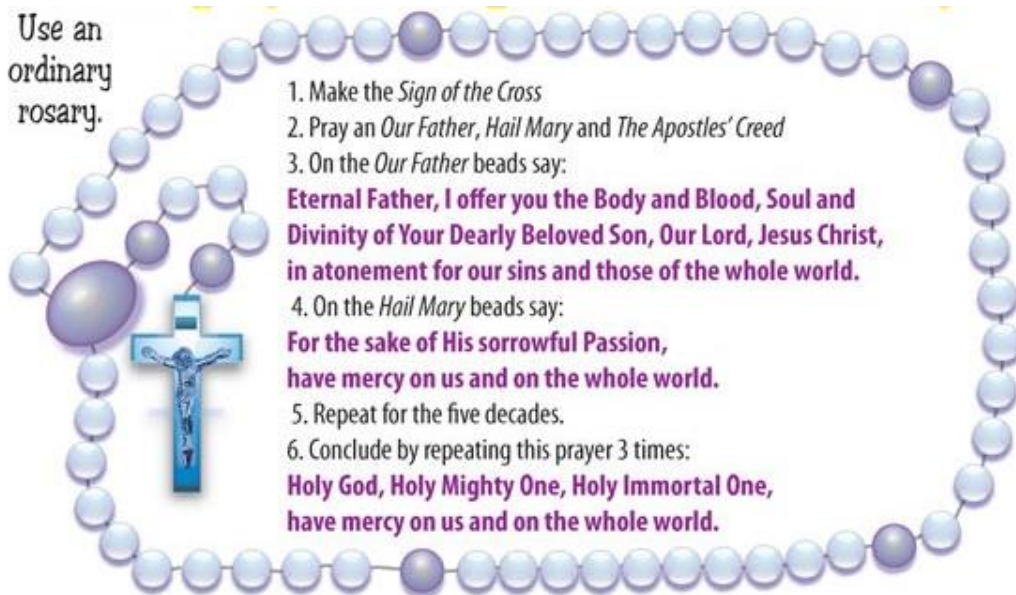 Use an
ordinary
rosary.
1. Make the Sign of the Cross
2. Pray an Our Father, Hail Mary and The Apostles' Creed
3. On the Our Father beads say:
Eternal Father, I offer you the Body and Blood, Soul and
Divinity of Your Dearly Beloved Son, Our Lord, Jesus Christ,
in atonement for our sins and those of the whole world.
4. On the Hail Mary beads say:
For the sake of His sorrowful Passion,
have mercy on us and on the whole world.
5. Repeat for the five decades.
6. Conclude by repeating this prayer 3 times:
Holy God, Holy Mighty One, Holy Immortal One,
have mercy on us and on the whole world.